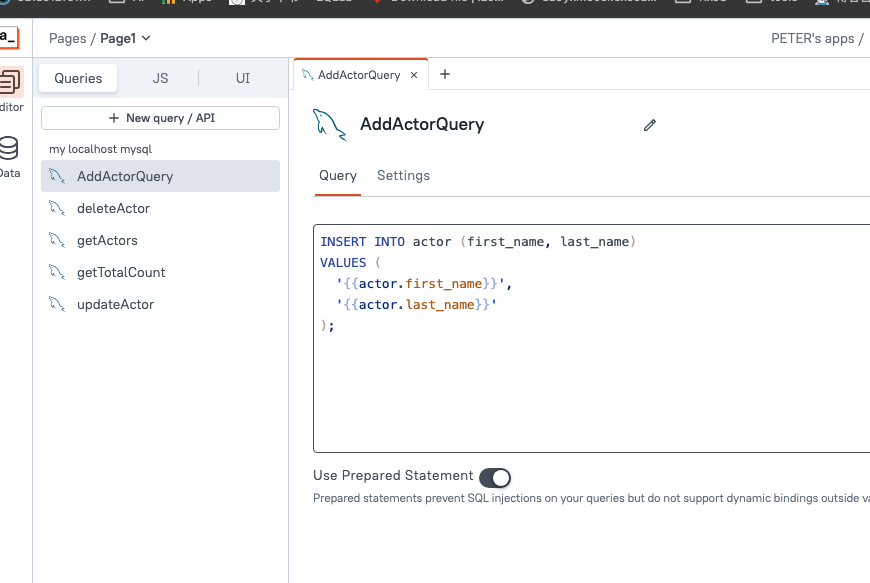 a_
Pages / Page1
PETER's apps /
Editor
Data
Queries
JS
UI
+ New query / API
my localhost mysql
AddActorQuery
deleteActor
getActors
getTotalCount
updateActor
AddActorQuery × +
AddActorQuery
Query
Settings
INSERT INTO actor (first_name, last_name)
VALUES (
'{{actor.first_name}}',
'{{actor.last_name}}'
);
Use Prepared Statement
Prepared statements prevent SQL injections on your queries but do not support dynamic bindings outside va